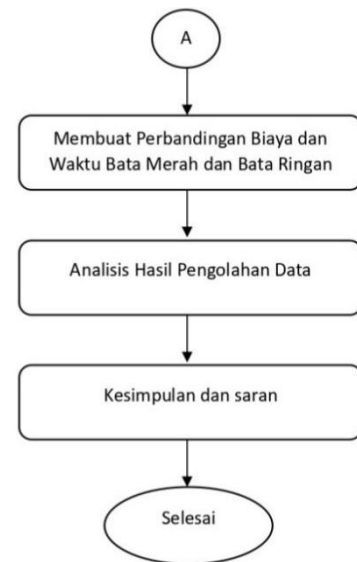 A
Membuat Perbandingan Biaya dan
Waktu Bata Merah dan Bata Ringan
Analisis Hasil Pengolahan Data
Kesimpulan dan saran
Selesai